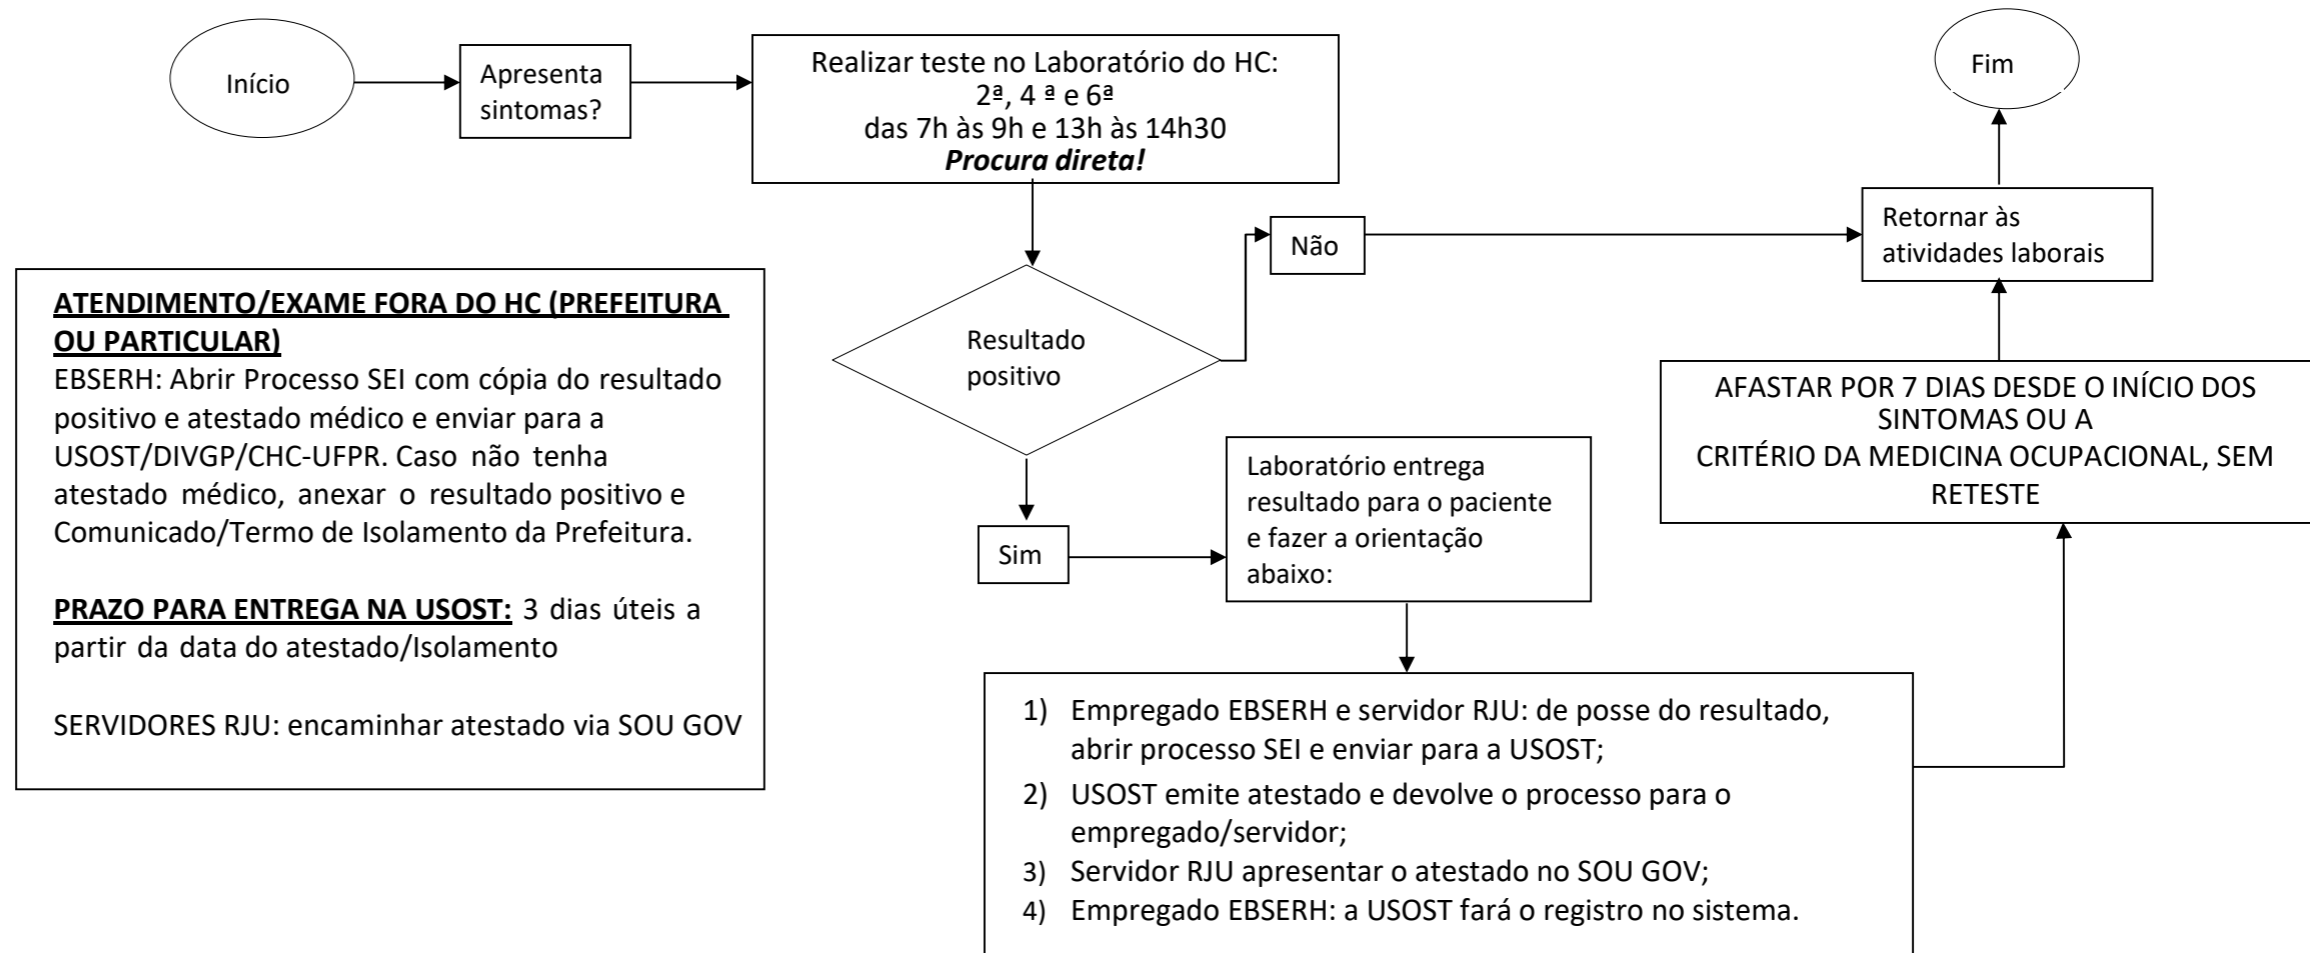 Início
Apresenta
sintomas?
Realizar teste no Laboratório do HC:
2ª, 4 ª e 6ª
das 7h às 9h e 13h às 14h30
Procura direta!
Fim
Retornar às
atividades laborais
Não
Resultado
positivo
Sim
Laboratório entrega
resultado para o paciente
e fazer a orientação
abaixo:
AFASTAR POR 7 DIAS DESDE O INÍCIO DOS
SINTOMAS OU A
CRITÉRIO DA MEDICINA OCUPACIONAL, SEM
RETESTE
ATENDIMENTO/EXAME FORA DO HC (PREFEITURA
OU PARTICULAR)
EBSERH: Abrir Processo SEI com cópia do resultado
positivo e atestado médico e enviar para a
USOST/DIVGP/CHC-UFPR. Caso não tenha
atestado médico, anexar o resultado positivo e
Comunicado/Termo de Isolamento da Prefeitura.
PRAZO PARA ENTREGA NA USOST: 3 dias úteis a
partir da data do atestado/Isolamento
SERVIDORES RJU: encaminhar atestado via SOU GOV
1) Empregado EBSERH e servidor RJU: de posse do resultado,
abrir processo SEI e enviar para a USOST;
2) USOST emite atestado e devolve o processo para o
empregado/servidor;
3) Servidor RJU apresentar o atestado no SOU GOV;
4) Empregado EBSERH: a USOST fará o registro no sistema.